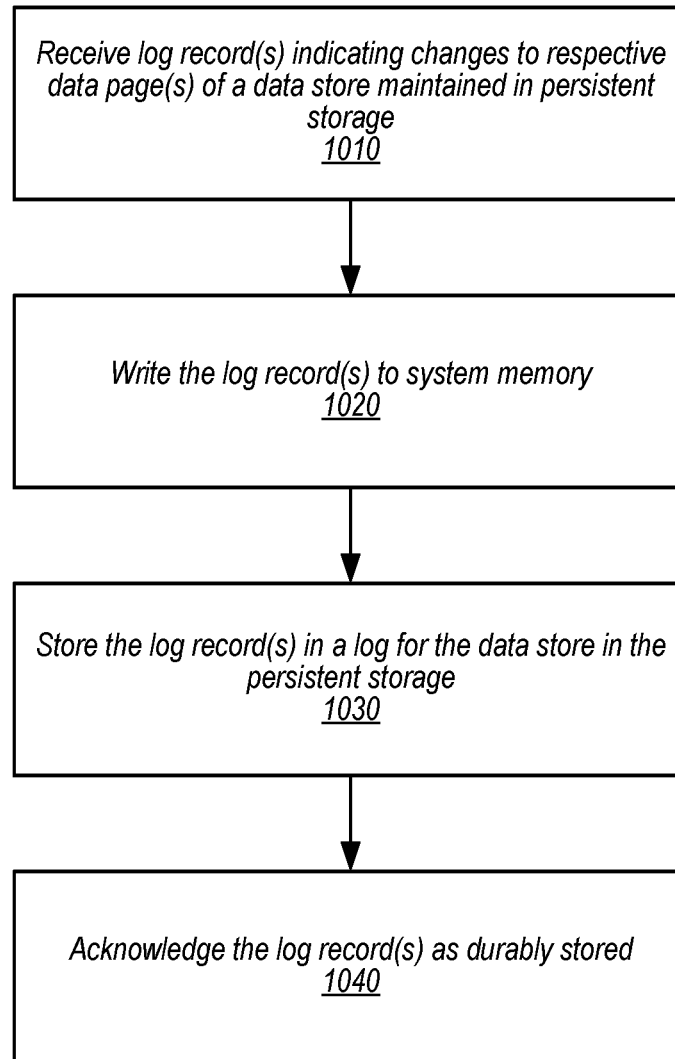 Receive log record(s) indicating changes to respective
data page(s) of a data store maintained in persistent
storage
1010
Write the log record(s) to system memory
1020
Store the log record(s) in a log for the data store in the
persistent storage
1030
Acknowledge the log record(s) as durably stored
1040